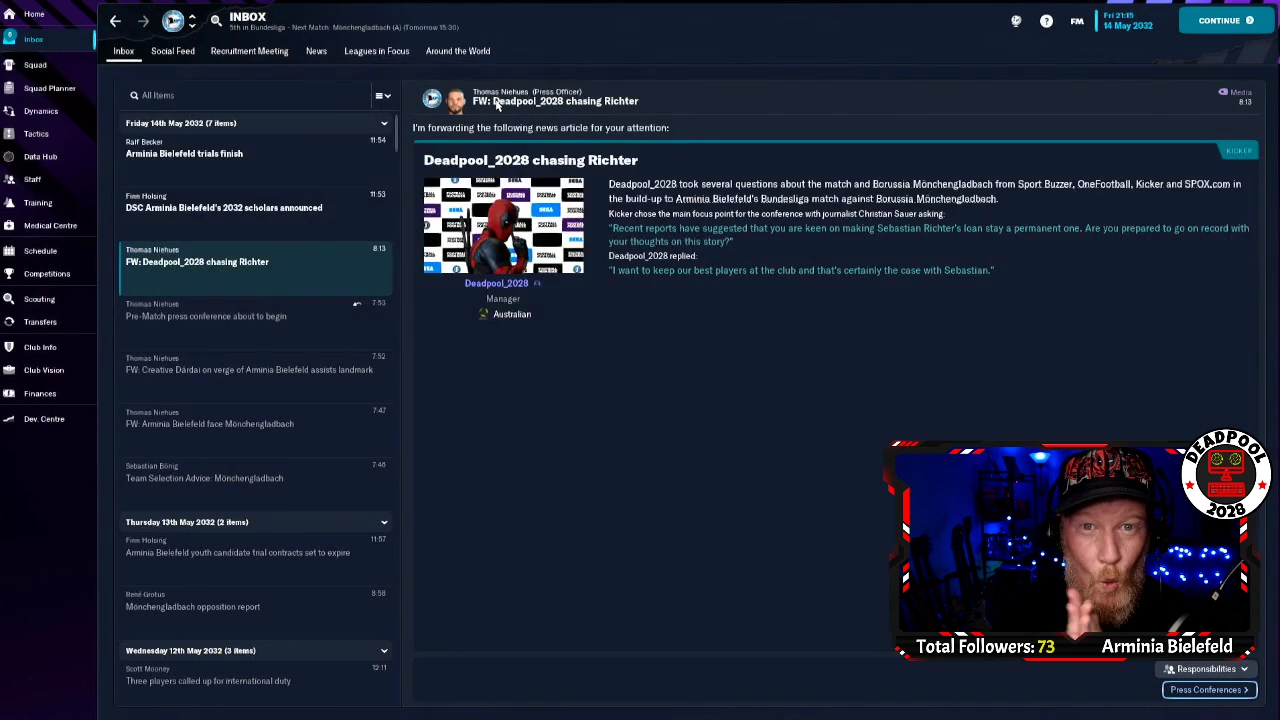 Home
Inbox
Squad
Squad Planner
Dynamics
Tactics
Data Hub
Staff
Training
Medical Centre
Schedule
Competitions
Scouting
Transfers
Club Info
Club Vision
Finances
Dev. Centre
INBOX
5th in Bundesliga - Next Match: Mönchengladbach (A) (Tomorrow 15:30)
FM
Fri 21:15
14 May 2032
CONTINUE
Inbox
Social Feed
Recruitment Meeting
News
Leagues in Focus
Around the World
All Items
Friday 14th May 2032 (7 items)
Ralf Becker 11:54
Arminia Bielefeld trials finish
Finn Holsing 11:53
DSC Arminia Bielefeld's 2032 scholars announced
Thomas Niehues 8:13
FW: Deadpool_2028 chasing Richter
Thomas Niehues 7:53
Pre-Match press conference about to begin
Thomas Niehues 7:52
FW: Creative Dárdai on verge of Arminia Bielefeld assists landmark
Thomas Niehues 7:47
FW: Arminia Bielefeld face Mönchengladbach
Sebastian Bönig 7:46
Team Selection Advice: Mönchengladbach
Thursday 13th May 2032 (2 items)
Finn Holsing 11:57
Arminia Bielefeld youth candidate trial contracts set to expire
René Grotus 8:58
Mönchengladbach opposition report
Wednesday 12th May 2032 (3 items)
Scott Mooney 12:11
Three players called up for international duty
Thomas Niehues (Press Officer)
FW: Deadpool_2028 chasing Richter
Media
8:13
I'm forwarding the following news article for your attention:
KICKER
Deadpool_2028 chasing Richter
Deadpool_2028
Manager
Australian
Deadpool_2028 took several questions about the match and Borussia Mönchengladbach from Sport Buzzer, OneFootball, Kicker and SPOX.com in
the build-up to Arminia Bielefeld's Bundesliga match against Borussia Mönchengladbach.
Kicker chose the main focus point for the conference with journalist Christian Sauer asking:
"Recent reports have suggested that you are keen on making Sebastian Richter's loan stay a permanent one. Are you prepared to go on record with
your thoughts on this story?"
Deadpool_2028 replied:
"I want to keep our best players at the club and that's certainly the case with Sebastian."
DEADPOOL
2028
Total Followers: 73
Arminia Bielefeld
Responsibilities
Press Conferences